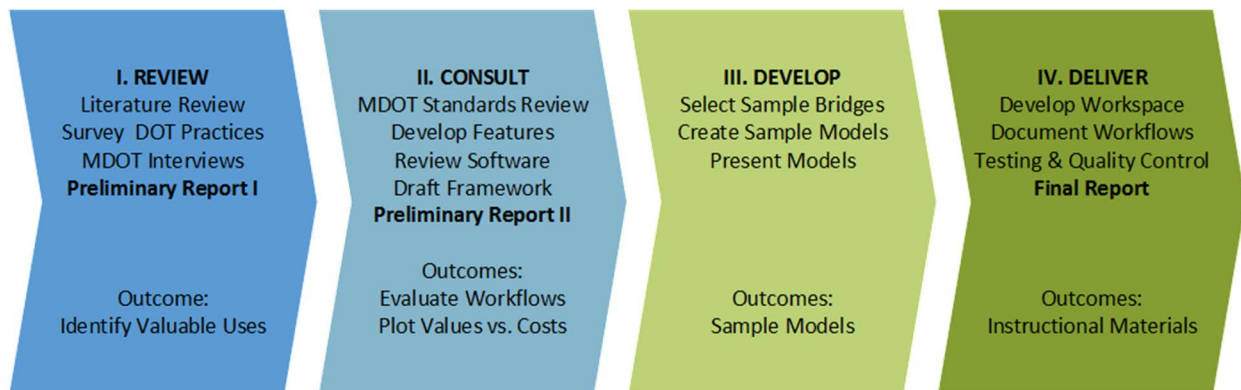 I. REVIEW
Literature Review
Survey DOT Practices
MDOT Interviews
Preliminary Report I
Outcome:
Identify Valuable Uses
II. CONSULT
MDOT Standards Review
Develop Features
Review Software
Draft Framework
Preliminary Report II
Outcomes:
Evaluate Workflows
Plot Values vs. Costs
III. DEVELOP
Select Sample Bridges
Create Sample Models
Present Models
Outcomes:
Sample Models
IV. DELIVER
Develop Workspace
Document Workflows
Testing & Quality Control
Final Report
Outcomes:
Instructional Materials